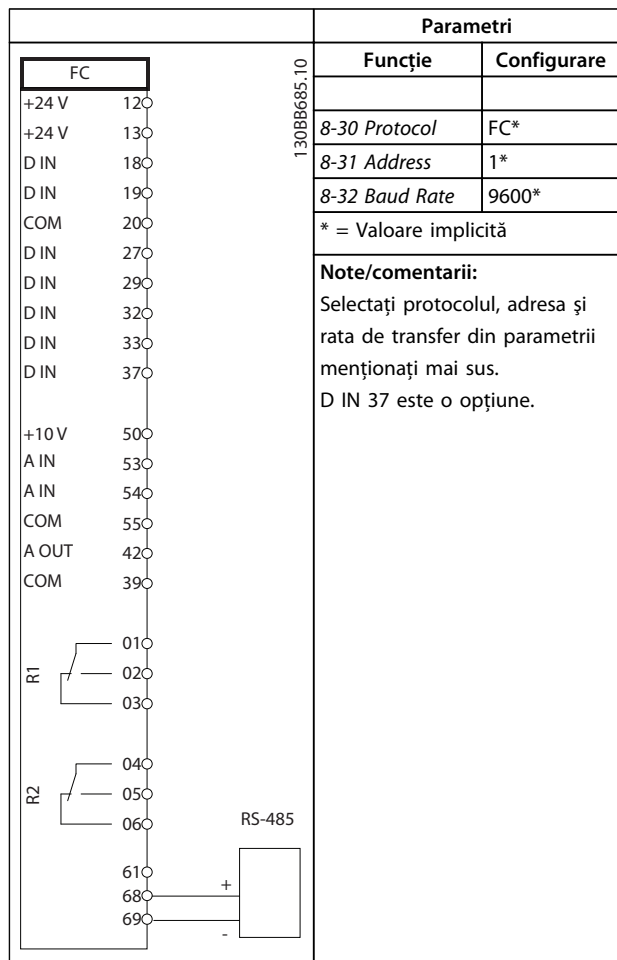 FC
130BB685.10
+24 V 12
+24 V 13
D IN 18
D IN 19
COM 20
D IN 27
D IN 29
D IN 32
D IN 33
D IN 37
+10 V 50
A IN 53
A IN 54
COM 55
A OUT 42
COM 39
R1
01
02
03
R2
04
05
06
RS-485
61
68 +
69 -
Parametri
Funcție Configurare
8-30 Protocol FC*
8-31 Address 1*
8-32 Baud Rate 9600*
* = Valoare implicită
Note/comentarii:
Selectați protocolul, adresa şi
rata de transfer din parametrii
menționați mai sus.
D IN 37 este o opțiune.